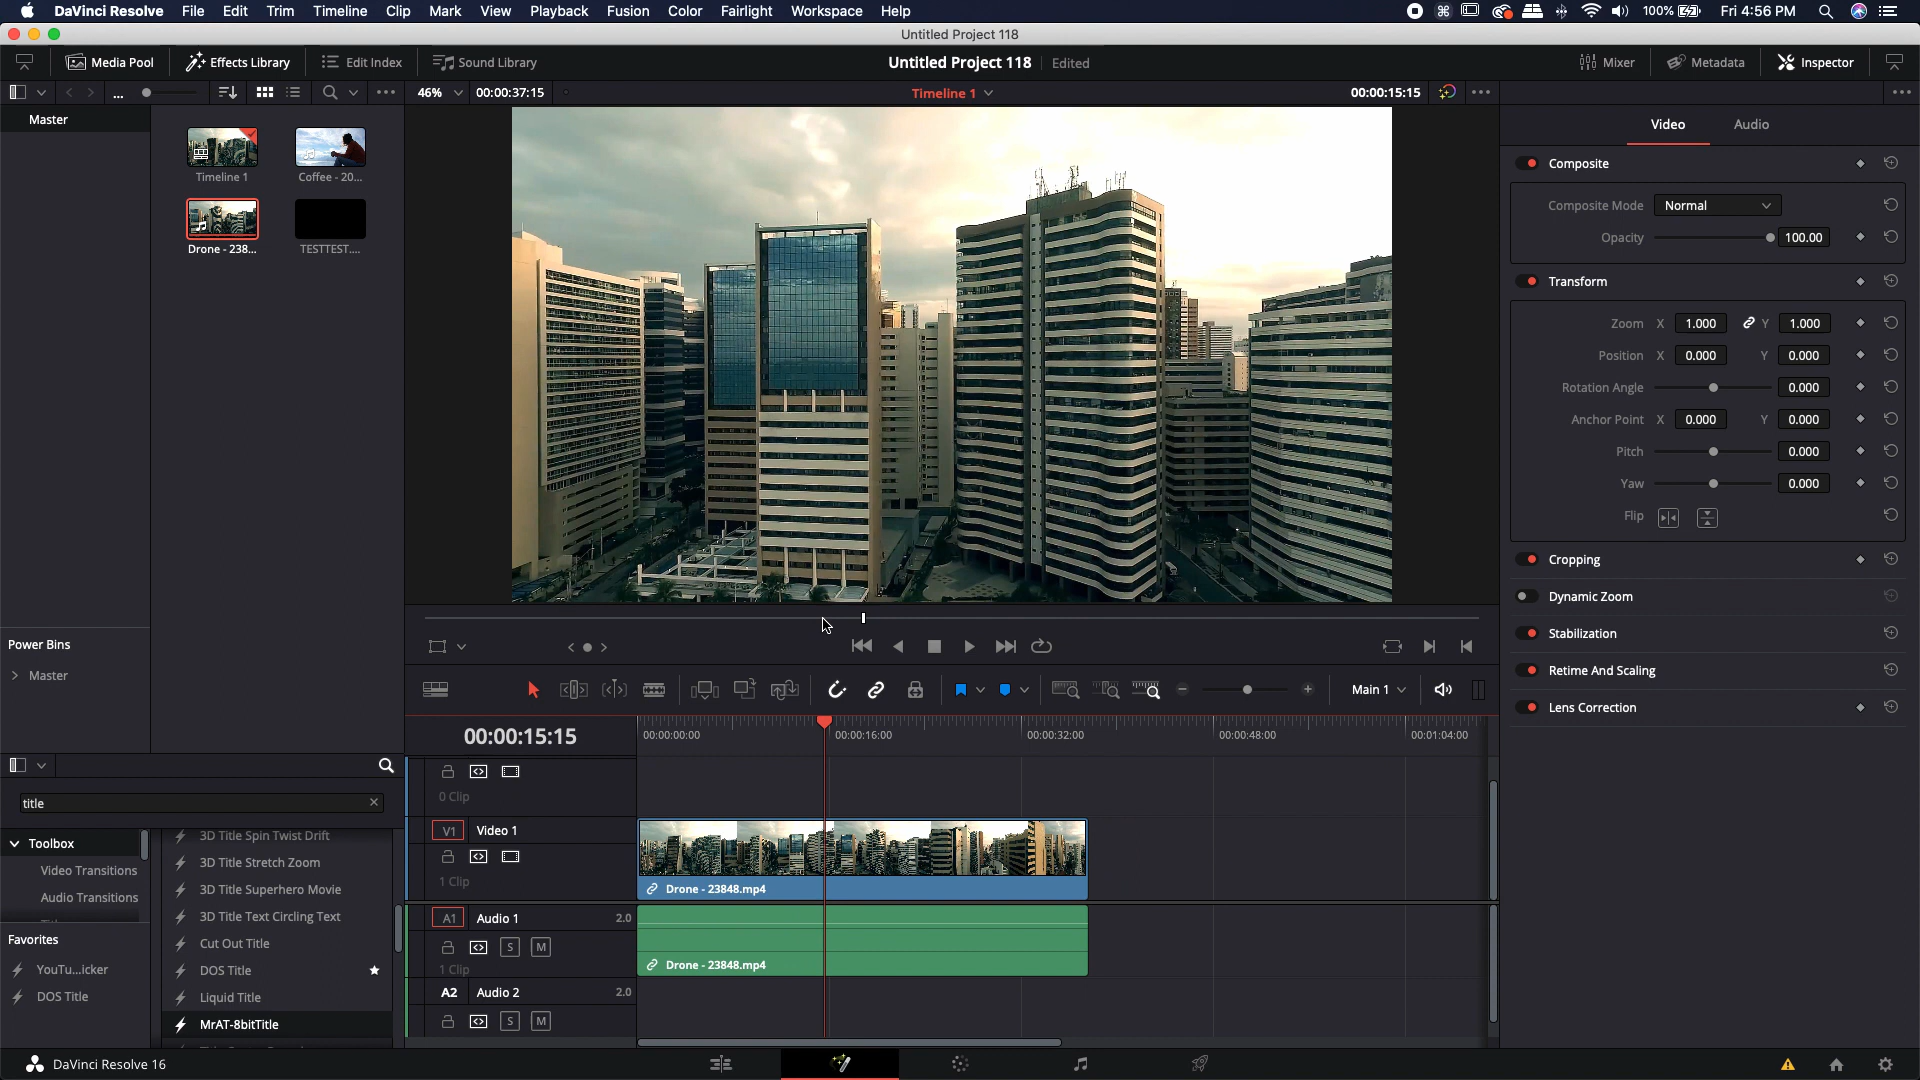 DaVinci Resolve File Edit Trim Timeline Clip Mark View Playback Fusion Color Fairlight Workspace Help 100% Fri 4:56 PM
Untitled Project 118
Media Pool Effects Library Edit Index Sound Library Untitled Project 118 Edited Mixer Metadata Inspector
... 46% 00:00:37:15 Timeline 1 00:00:15:15
Master
Timeline 1 Coffee - 20...
Drone - 238... TESTTEST....
Power Bins
Master
title
Toolbox
Video Transitions
Audio Transitions
Favorites
YouTu...icker
DOS Title
3D Title Spin Twist Drift
3D Title Stretch Zoom
3D Title Superhero Movie
3D Title Text Circling Text
Cut Out Title
DOS Title
Liquid Title
MrAT-8bitTitle
Main 1
00:00:15:15 00:00:00:00 00:00:16:00 00:00:32:00 00:00:48:00 00:01:04:00
0 Clip
V1 Video 1
1 Clip
Drone - 23848.mp4
A1 Audio 1 2.0
S M
1 Clip
Drone - 23848.mp4
A2 Audio 2 2.0
S M
Video Audio
Composite
Composite Mode Normal
Opacity 100.00
Transform
Zoom X 1.000 Y 1.000
Position X 0.000 Y 0.000
Rotation Angle 0.000
Anchor Point X 0.000 Y 0.000
Pitch 0.000
Yaw 0.000
Flip
Cropping
Dynamic Zoom
Stabilization
Retime And Scaling
Lens Correction
DaVinci Resolve 16